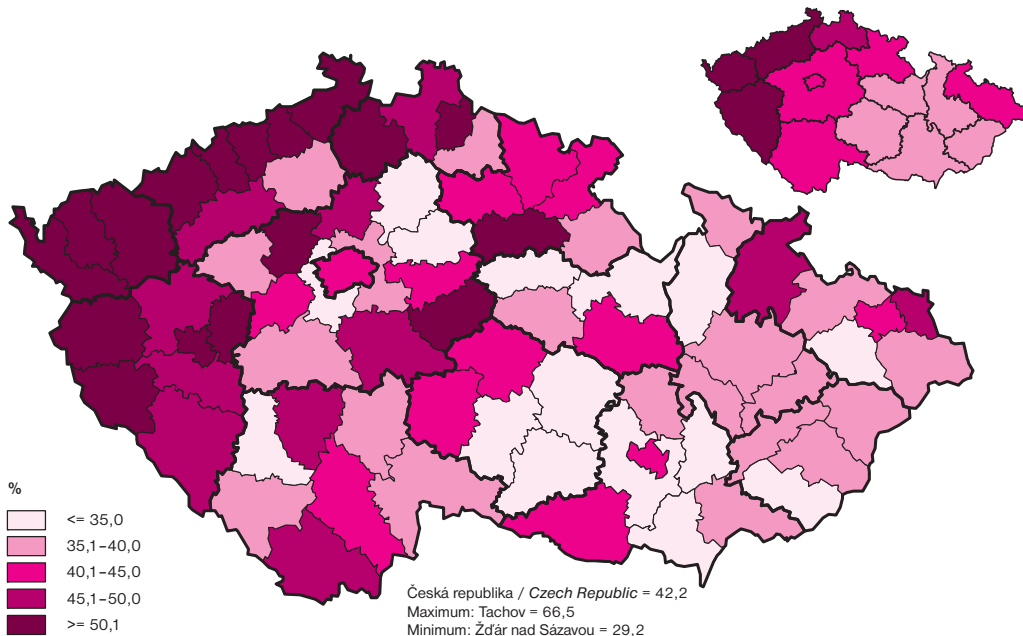 %
<= 35,0
35,1–40,0
40,1–45,0
45,1–50,0
>= 50,1
Česká republika / Czech Republic = 42,2
Maximum: Tachov = 66,5
Minimum: Žďár nad Sázavou = 29,2